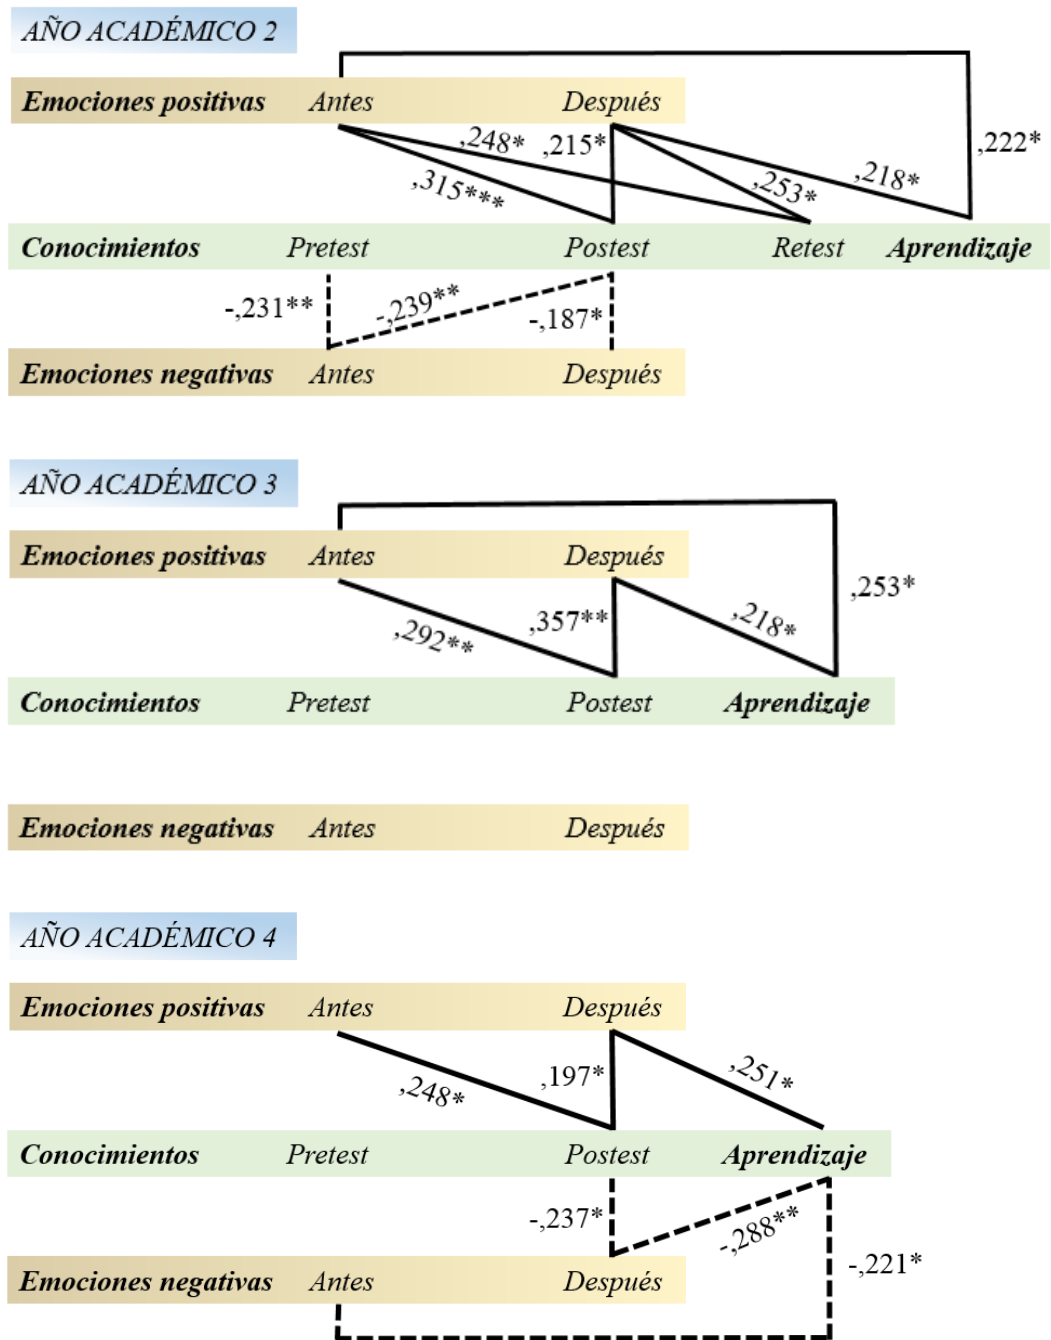 AÑO ACADÉMICO 2
Emociones positivas Antes Después
,248* ,215* ,222*
,315*** ,253* ,218*
Conocimientos Pretest Postest Retest Aprendizaje
-,231** -,239** -,187*
Emociones negativas Antes Después
AÑO ACADÉMICO 3
Emociones positivas Antes Después
,292** ,357** ,218* ,253*
Conocimientos Pretest Postest Aprendizaje
Emociones negativas Antes Después
AÑO ACADÉMICO 4
Emociones positivas Antes Después
,248* ,197* ,251*
Conocimientos Pretest Postest Aprendizaje
-,237* -,288** -,221*
Emociones negativas Antes Después